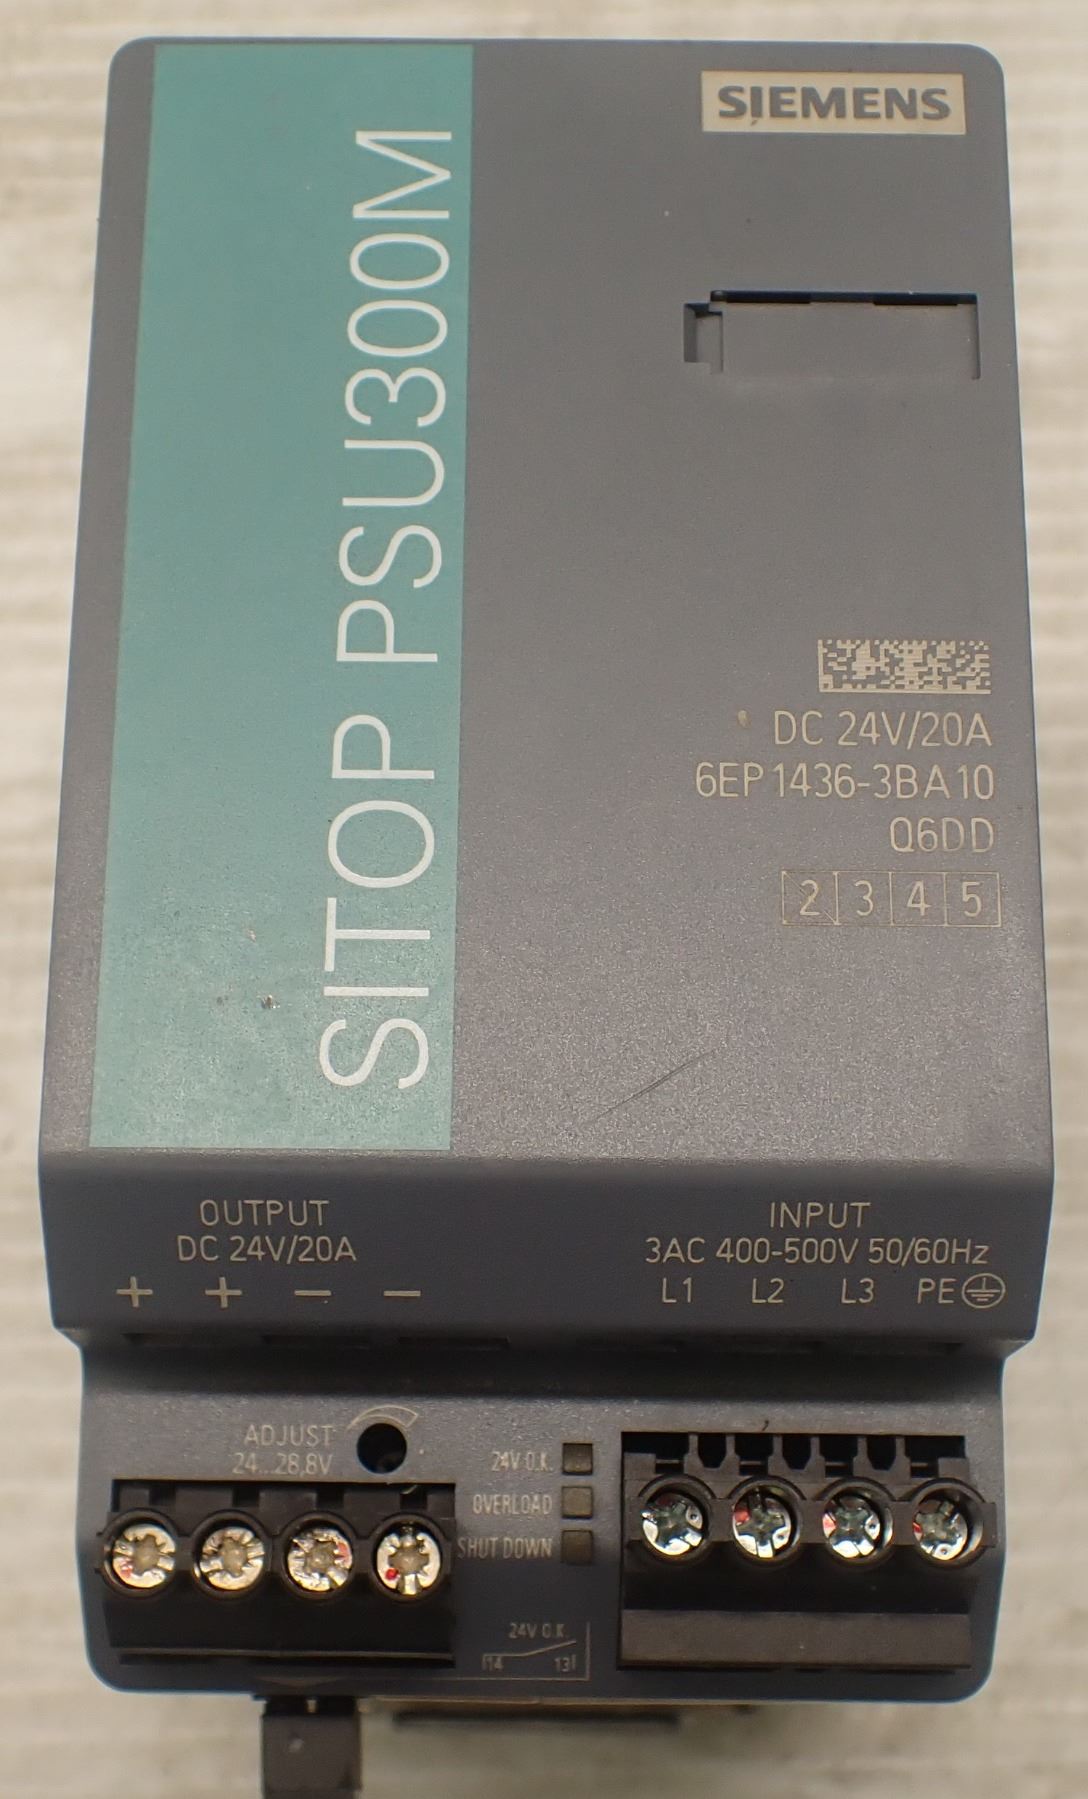 SIEMENS
SITOP PSU300M
DC 24V/20A
6EP1436-3BA10
Q6DD
2 3 4 5
OUTPUT
DC 24V/20A
+ + - -
INPUT
3AC 400-500V 50/60Hz
L1 L2 L3 PE
ADJUST
24...28,8V
24V O.K.
OVERLOAD
SHUT DOWN
24V O.K.
14 13